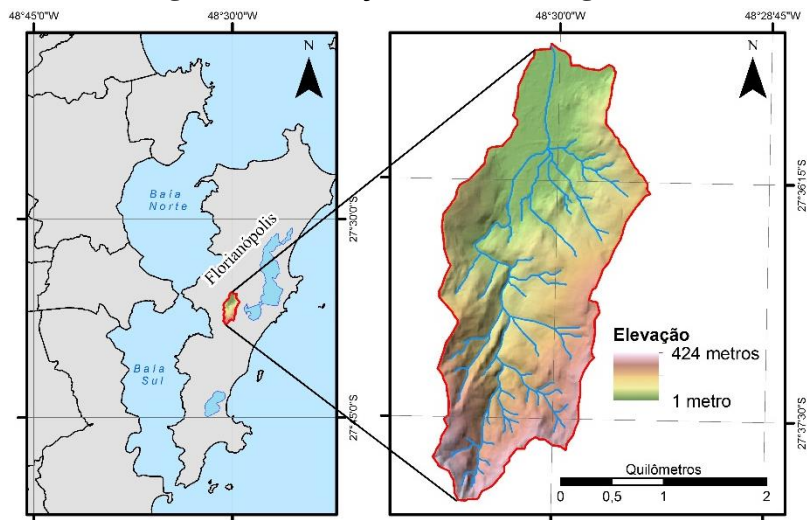 48°45'0"W
48°30'0"W
48°30'0"W
48°28'45"W
N
N
Baía
Norte
Florianópolis
Baía
Sul
27°30'0"S
27°45'0"S
27°36'15"S
27°37'30"S
Elevação
424 metros
1 metro
Quilômetros
0 0,5 1 2